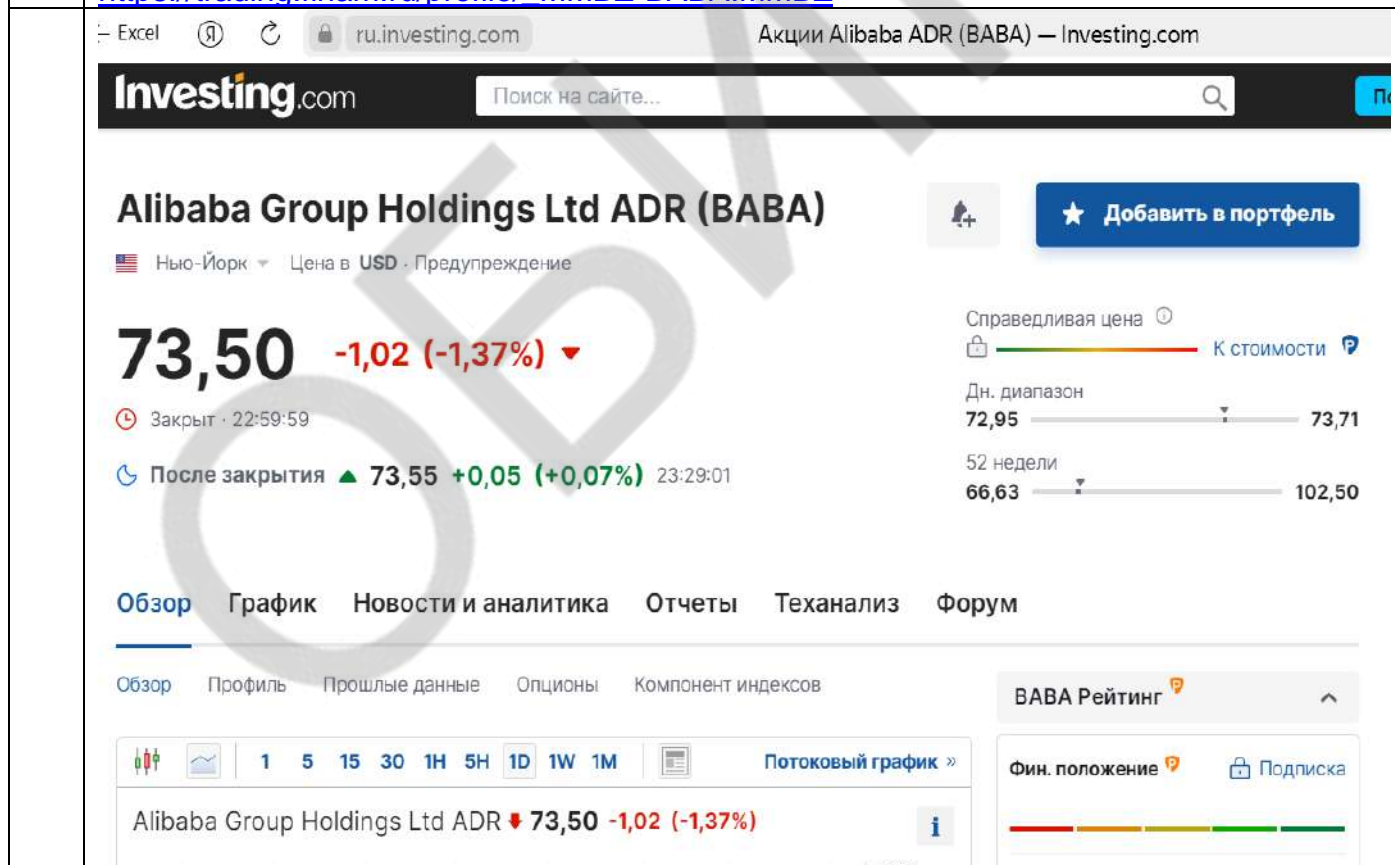 Excel ru.investing.com Акции Alibaba ADR (BABA) — Investing.com
Investing.com Поиск на сайте...
Alibaba Group Holdings Ltd ADR (BABA) Добавить в портфель
Нью-Йорк Цена в USD · Предупреждение
Справедливая цена
73,50 -1,02 (-1,37%) К стоимости
Дн. диапазон
Закрыт · 22:59:59 72,95 73,71
52 недели
После закрытия 73,55 +0,05 (+0,07%) 23:29:01
66,63 102,50
Обзор График Новости и аналитика Отчеты Теханализ Форум
Обзор Профиль Прошлые данные Опционы Компонент индексов
BABA Рейтинг
1 5 15 30 1H 5H 1D 1W 1M Потоковый график »
Фин. положение Подписка
Alibaba Group Holdings Ltd ADR 73,50 -1,02 (-1,37%)